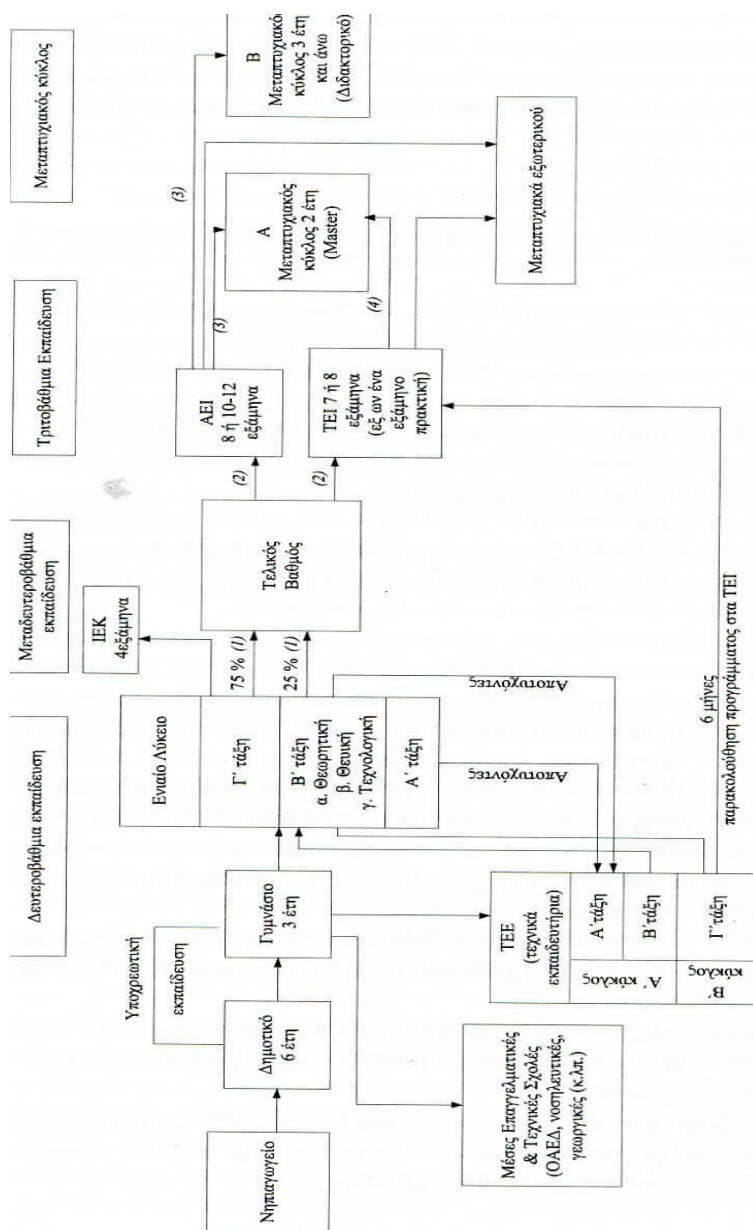 Δευτεροβάθμια εκπαίδευση
Μεταδευτεροβάθμια
εκπαίδευση
Τριτοβάθμια Εκπαίδευση
Μεταπτυχιακός κύκλος
Νηπιαγωγείο
Δημοτικό
6 έτη
Υποχρεωτική
εκπαίδευση
Γυμνάσιο
3 έτη
Ενιαίο Λύκειο
Γ΄ τάξη
Β΄ τάξη
α. Θεωρητική
β. Θετική
γ. Τεχνολογική
Α΄ τάξη
ΙΕΚ
4εξάμηνα
75 % (1)
25 % (1)
Τελικός
Βαθμός
(2)
(2)
ΑΕΙ
8 ή 10-12
εξάμηνα
ΤΕΙ 7 ή 8
εξάμηνα
(εξ ων ένα
εξάμηνο
πρακτική)
(3)
(3)
(4)
Α
Μεταπτυχιακός
κύκλος 2 έτη
(Master)
Β
Μεταπτυχιακός
κύκλος 3 έτη
και άνω
(Διδακτορικό)
Μεταπτυχιακά εξωτερικού
Αποτυχόντες
Αποτυχόντες
Μέσες Επαγγελματικές
& Τεχνικές Σχολές
(ΟΑΕΔ, νοσηλευτικές,
γεωργικές (κ.λπ.)
ΤΕΕ
(τεχνικά
εκπαιδευτήρια)
Α΄ κύκλος
Α΄τάξη
Β΄τάξη
Β΄
κύκλος
Γ΄τάξη
6 μήνες
παρακολούθηση προγράμματος στα ΤΕΙ